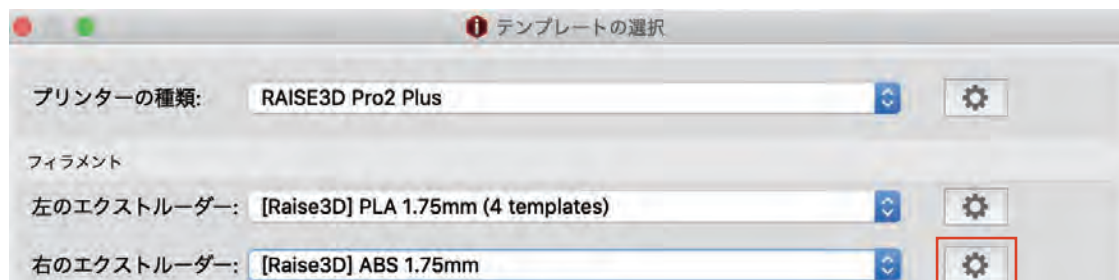 テンプレートの選択
プリンターの種類: RAISE3D Pro2 Plus
フィラメント
左のエクストルーダー: [Raise3D] PLA 1.75mm (4 templates)
右のエクストルーダー: [Raise3D] ABS 1.75mm